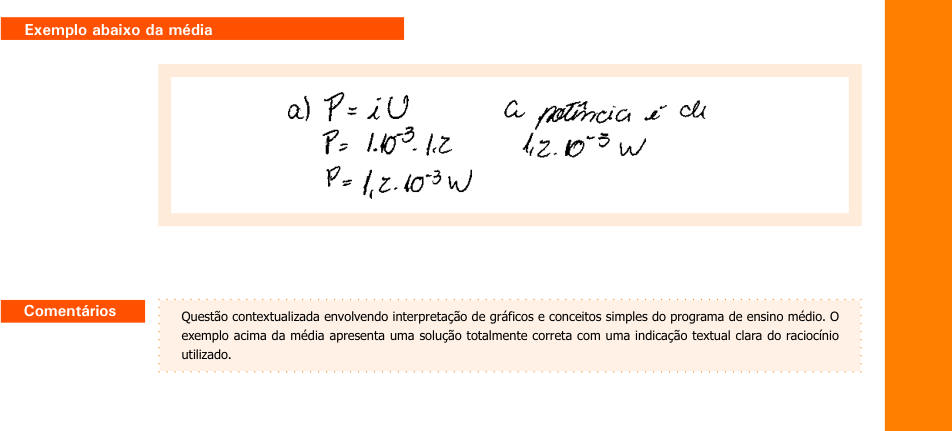 Exemplo abaixo da média
a) P = i U
P = 1.10⁻³. 1,2
P = 1,2. 10⁻³ W
A potência é de
1,2. 10⁻³ W
Comentários
Questão contextualizada envolvendo interpretação de gráficos e conceitos simples do programa de ensino médio. O
exemplo acima da média apresenta uma solução totalmente correta com uma indicação textual clara do raciocínio
utilizado.